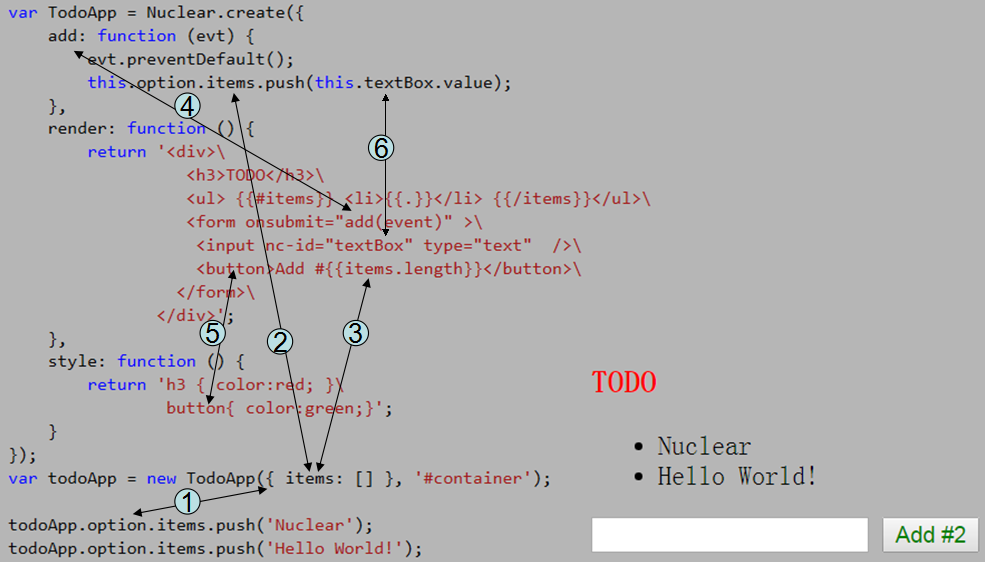 var TodoApp = Nuclear.create({
add: function (evt) {
evt.preventDefault();
this.option.items.push(this.textBox.value);
},
render: function () {
return '<div>\
<h3>TODO</h3>\
<ul> {{#items}} <li>{{.}}</li> {{/items}}</ul>\
<form onsubmit="add(event)" >\
<input nc-id="textBox" type="text"  />\
<button>Add #{{items.length}}</button>\
</form>\
</div>';
},
style: function () {
return 'h3 { color:red; }\
button{ color:green;}';
}
});
var todoApp = new TodoApp({ items: [] }, '#container');
todoApp.option.items.push('Nuclear');
todoApp.option.items.push('Hello World!');
4
6
5
2
3
1
TODO
• Nuclear
• Hello World!
Add #2